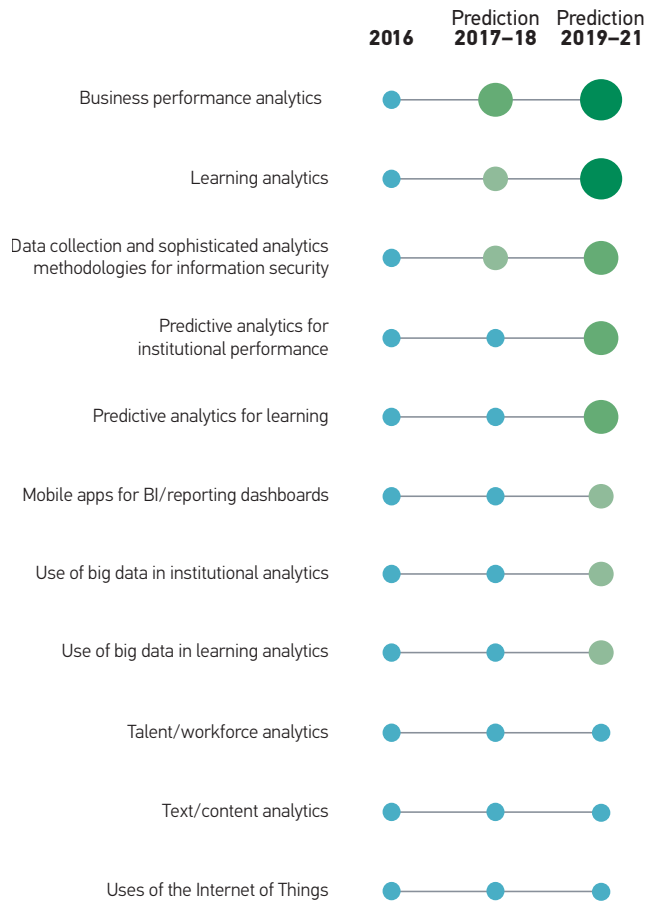 2016
Prediction
2017–18
Prediction
2019–21
Business performance analytics
Learning analytics
Data collection and sophisticated analytics
methodologies for information security
Predictive analytics for
institutional performance
Predictive analytics for learning
Mobile apps for BI/reporting dashboards
Use of big data in institutional analytics
Use of big data in learning analytics
Talent/workforce analytics
Text/content analytics
Uses of the Internet of Things